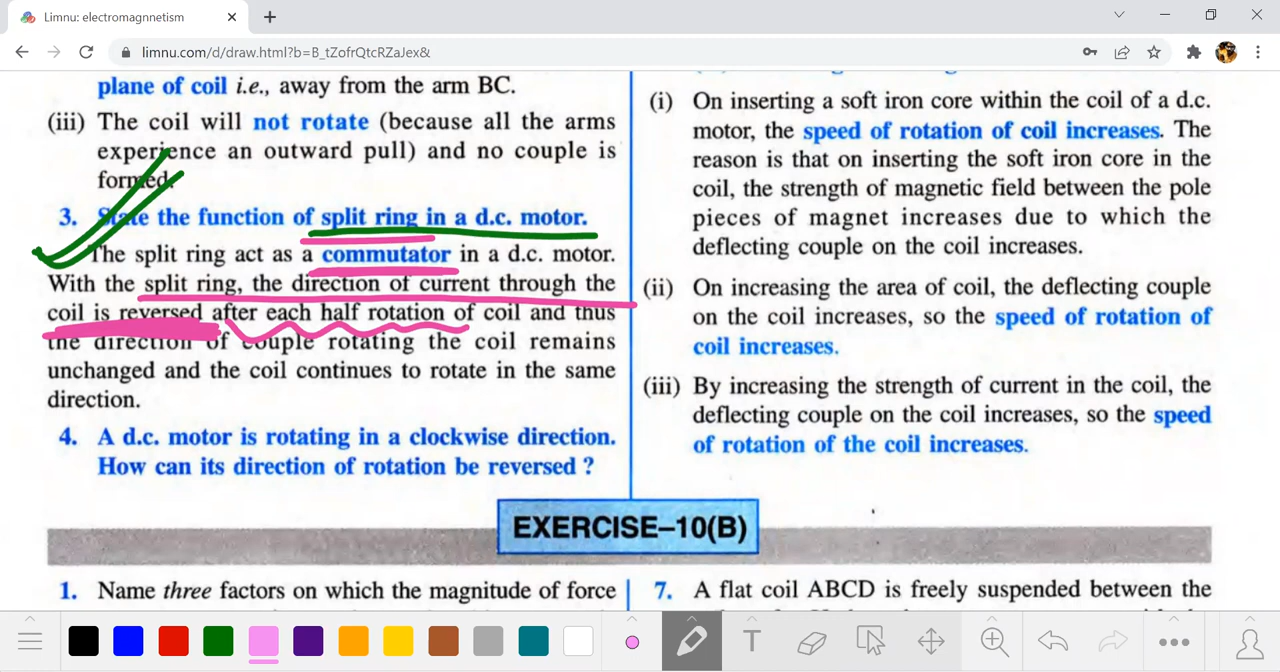 Limnu: electromagnnetism
limnu.com/d/draw.html?b=B_tZofrQtcRZaJex&
plane of coil i.e., away from the arm BC.
(iii) The coil will not rotate (because all the arms
experience an outward pull) and no couple is
formed.
3. State the function of split ring in a d.c. motor.
The split ring act as a commutator in a d.c. motor.
With the split ring, the direction of current through the
coil is reversed after each half rotation of coil and thus
the direction of couple rotating the coil remains
unchanged and the coil continues to rotate in the same
direction.
4. A d.c. motor is rotating in a clockwise direction.
How can its direction of rotation be reversed ?
(i) On inserting a soft iron core within the coil of a d.c.
motor, the speed of rotation of coil increases. The
reason is that on inserting the soft iron core in the
coil, the strength of magnetic field between the pole
pieces of magnet increases due to which the
deflecting couple on the coil increases.
(ii) On increasing the area of coil, the deflecting couple
on the coil increases, so the speed of rotation of
coil increases.
(iii) By increasing the strength of current in the coil, the
deflecting couple on the coil increases, so the speed
of rotation of the coil increases.
EXERCISE–10(B)
1. Name three factors on which the magnitude of force
7. A flat coil ABCD is freely suspended between the
T